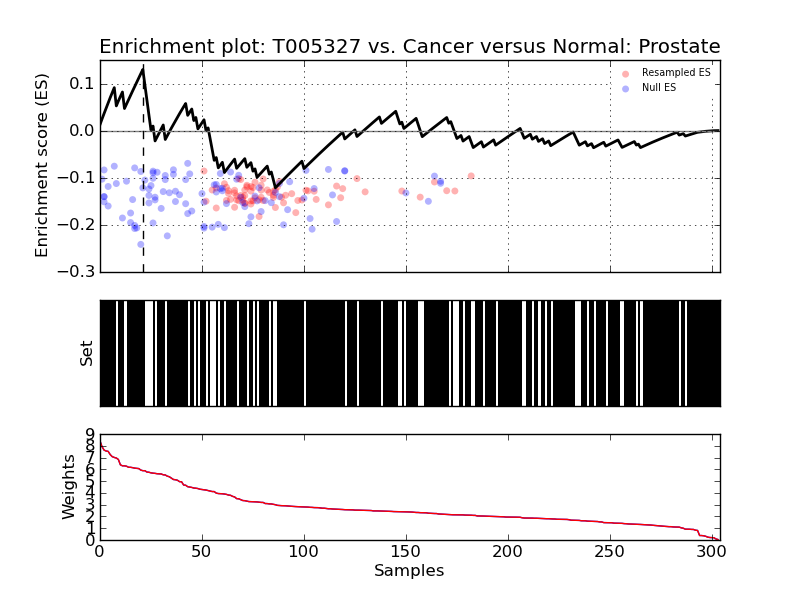 Enrichment plot: T005327 vs. Cancer versus Normal: Prostate
Enrichment score (ES)
0.1
0.0
−0.1
−0.2
−0.3
Resampled ES
Null ES
Set
Weights
9
8
7
6
5
4
3
2
1
0
0 50 100 150 200 250 300
Samples